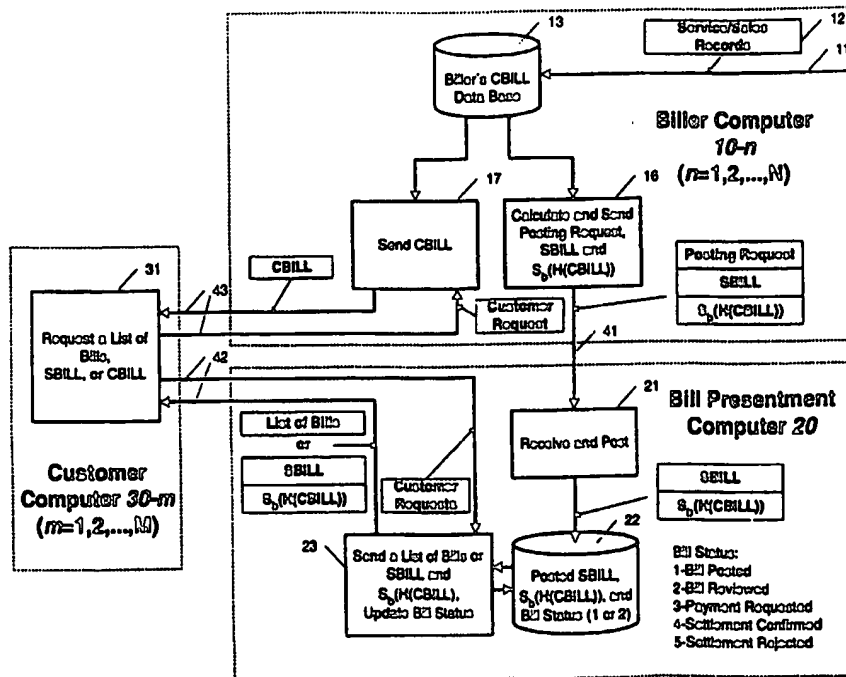 13
Service/Sales
Records
12
11
Biller's CBILL
Data Base
Biller Computer
10-n
(n=1,2,...,N)
17
16
Send CBILL
Calculate and Send
Posting Request,
SBILL and
S_b(H(CBILL))
Posting Request
SBILL
S_b(H(CBILL))
31
43
CBILL
Customer
Request
41
Request a List of
Bills,
SBILL, or CBILL
42
Customer
Computer 30-m
(m=1,2,...,M)
21
Bill Presentment
Computer 20
Receive and Post
List of Bills
or
SBILL
S_b(H(CBILL))
Customer
Requests
SBILL
S_b(H(CBILL))
23
22
Send a List of Bills or
SBILL and
S_b(H(CBILL),
Update Bill Status
Posted SBILL,
S_b(H(CBILL)), and
Bill Status (1 or 2)
Bill Status:
1-Bill Posted
2-Bill Reviewed
3-Payment Requested
4-Settlement Confirmed
5-Settlement Rejected